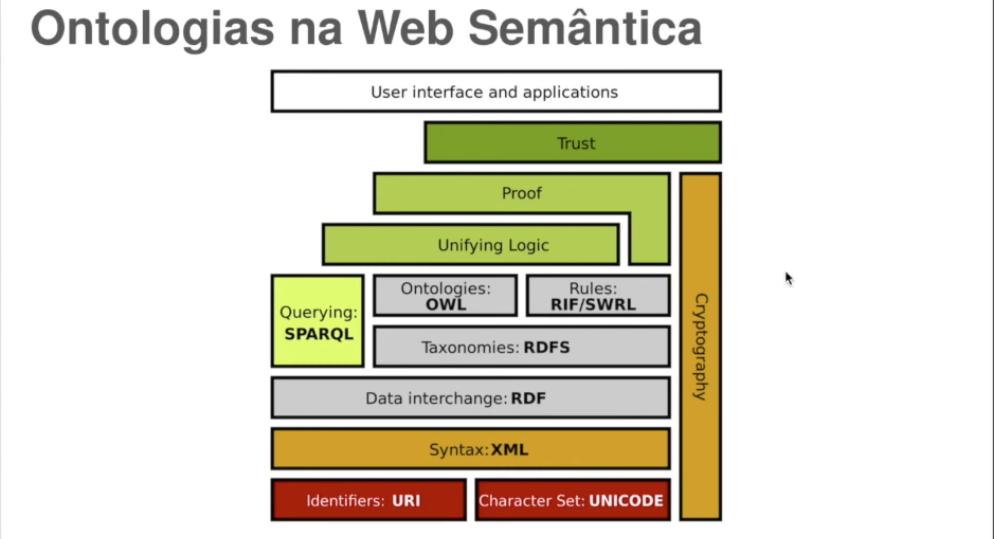 Ontologias na Web Semântica
User interface and applications
Trust
Proof
Unifying Logic
Querying:
SPARQL
Ontologies:
OWL
Rules:
RIF/SWRL
Taxonomies: RDFS
Data interchange: RDF
Syntax:XML
Identifiers: URI
Character Set: UNICODE
Cryptography